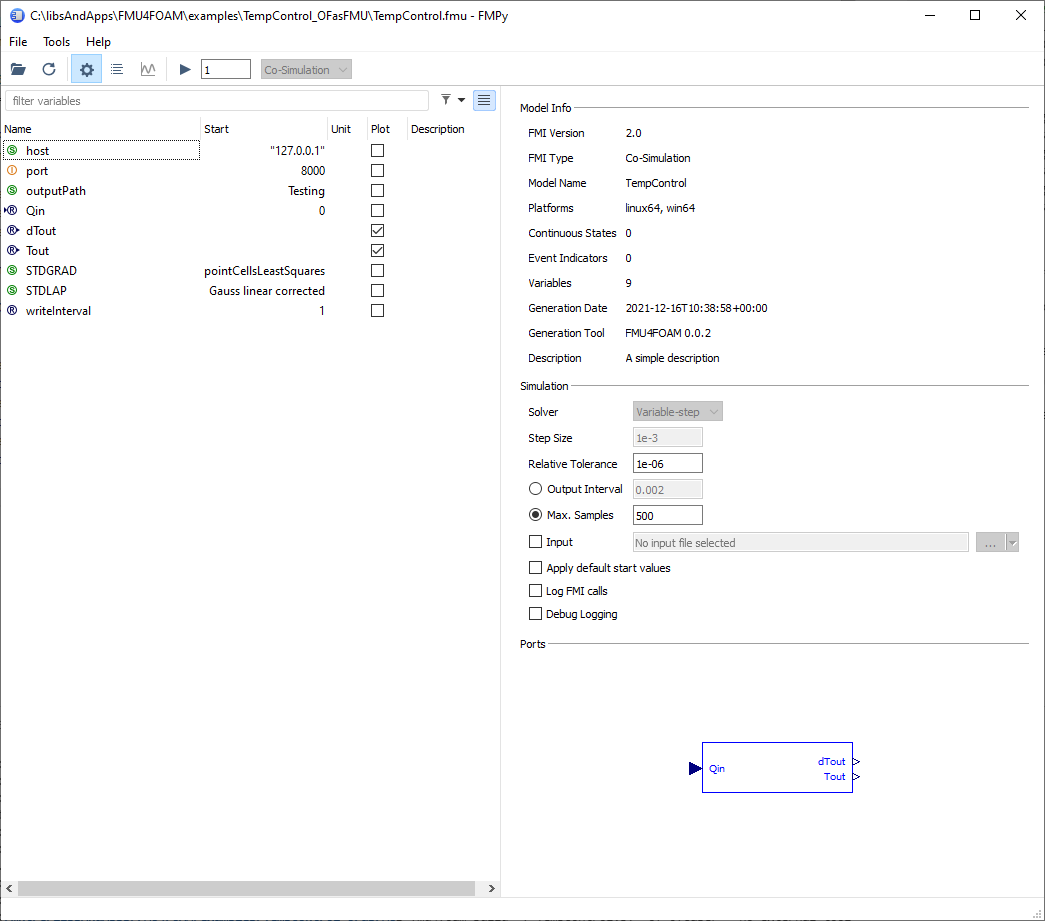 C:\libsAndApps\FMU4FOAM\examples\TempControl_OFasFMU\TempControl.fmu - FMPy
File Tools Help
1 Co-Simulation
filter variables
Name Start Unit Plot Description
host "127.0.0.1"
port 8000
outputPath Testing
Qin 0
dTout
Tout
STDGRAD pointCellsLeastSquares
STDLAP Gauss linear corrected
writeInterval 1
Model Info
FMI Version 2.0
FMI Type Co-Simulation
Model Name TempControl
Platforms linux64, win64
Continuous States 0
Event Indicators 0
Variables 9
Generation Date 2021-12-16T10:38:58+00:00
Generation Tool FMU4FOAM 0.0.2
Description A simple description
Simulation
Solver Variable-step
Step Size 1e-3
Relative Tolerance 1e-06
Output Interval 0.002
Max. Samples 500
Input No input file selected ...
Apply default start values
Log FMI calls
Debug Logging
Ports
Qin dTout
Tout